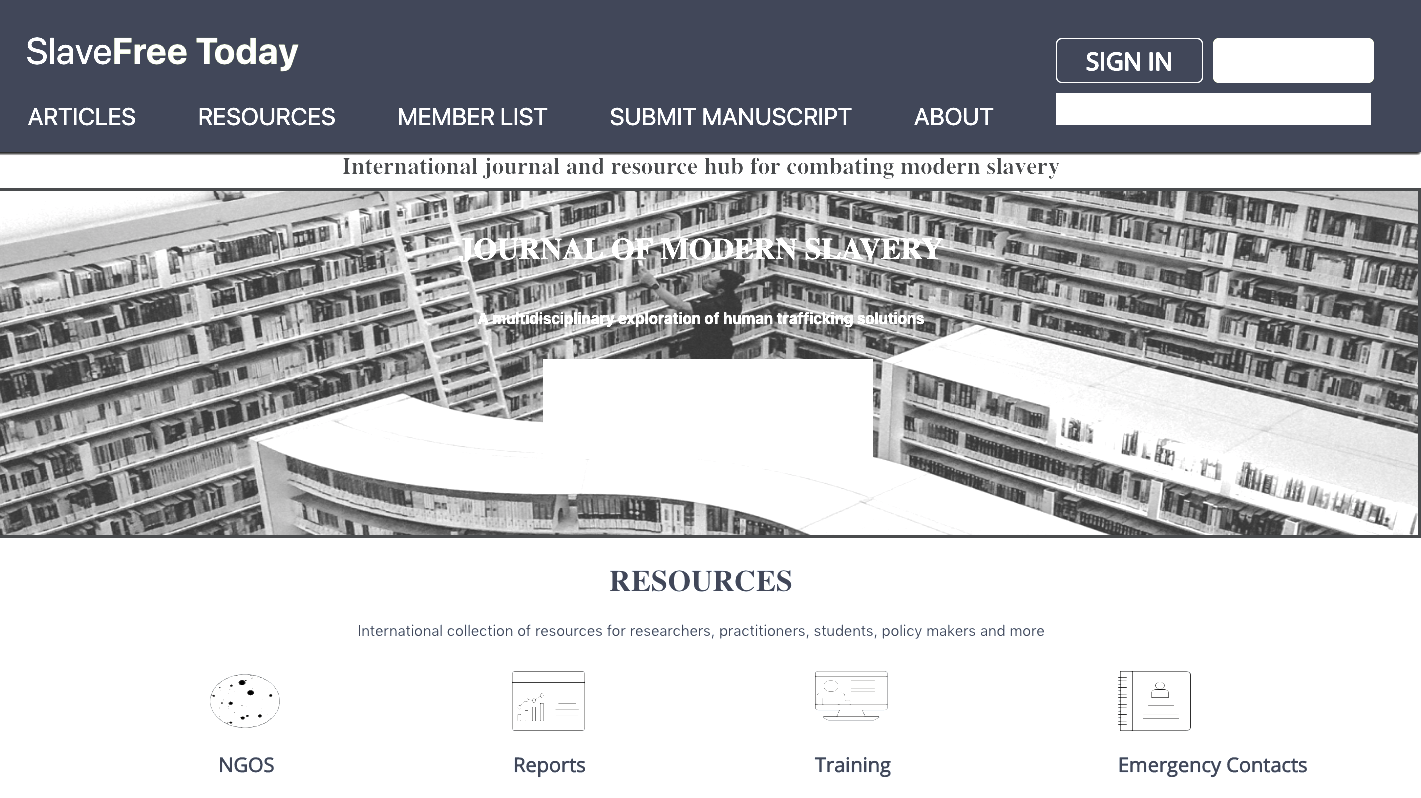 SlaveFree Today
SIGN IN
ARTICLES RESOURCES MEMBER LIST SUBMIT MANUSCRIPT ABOUT
International journal and resource hub for combating modern slavery
JOURNAL OF MODERN SLAVERY
A multidisciplinary exploration of human trafficking solutions
RESOURCES
International collection of resources for researchers, practitioners, students, policy makers and more
NGOS Reports Training Emergency Contacts